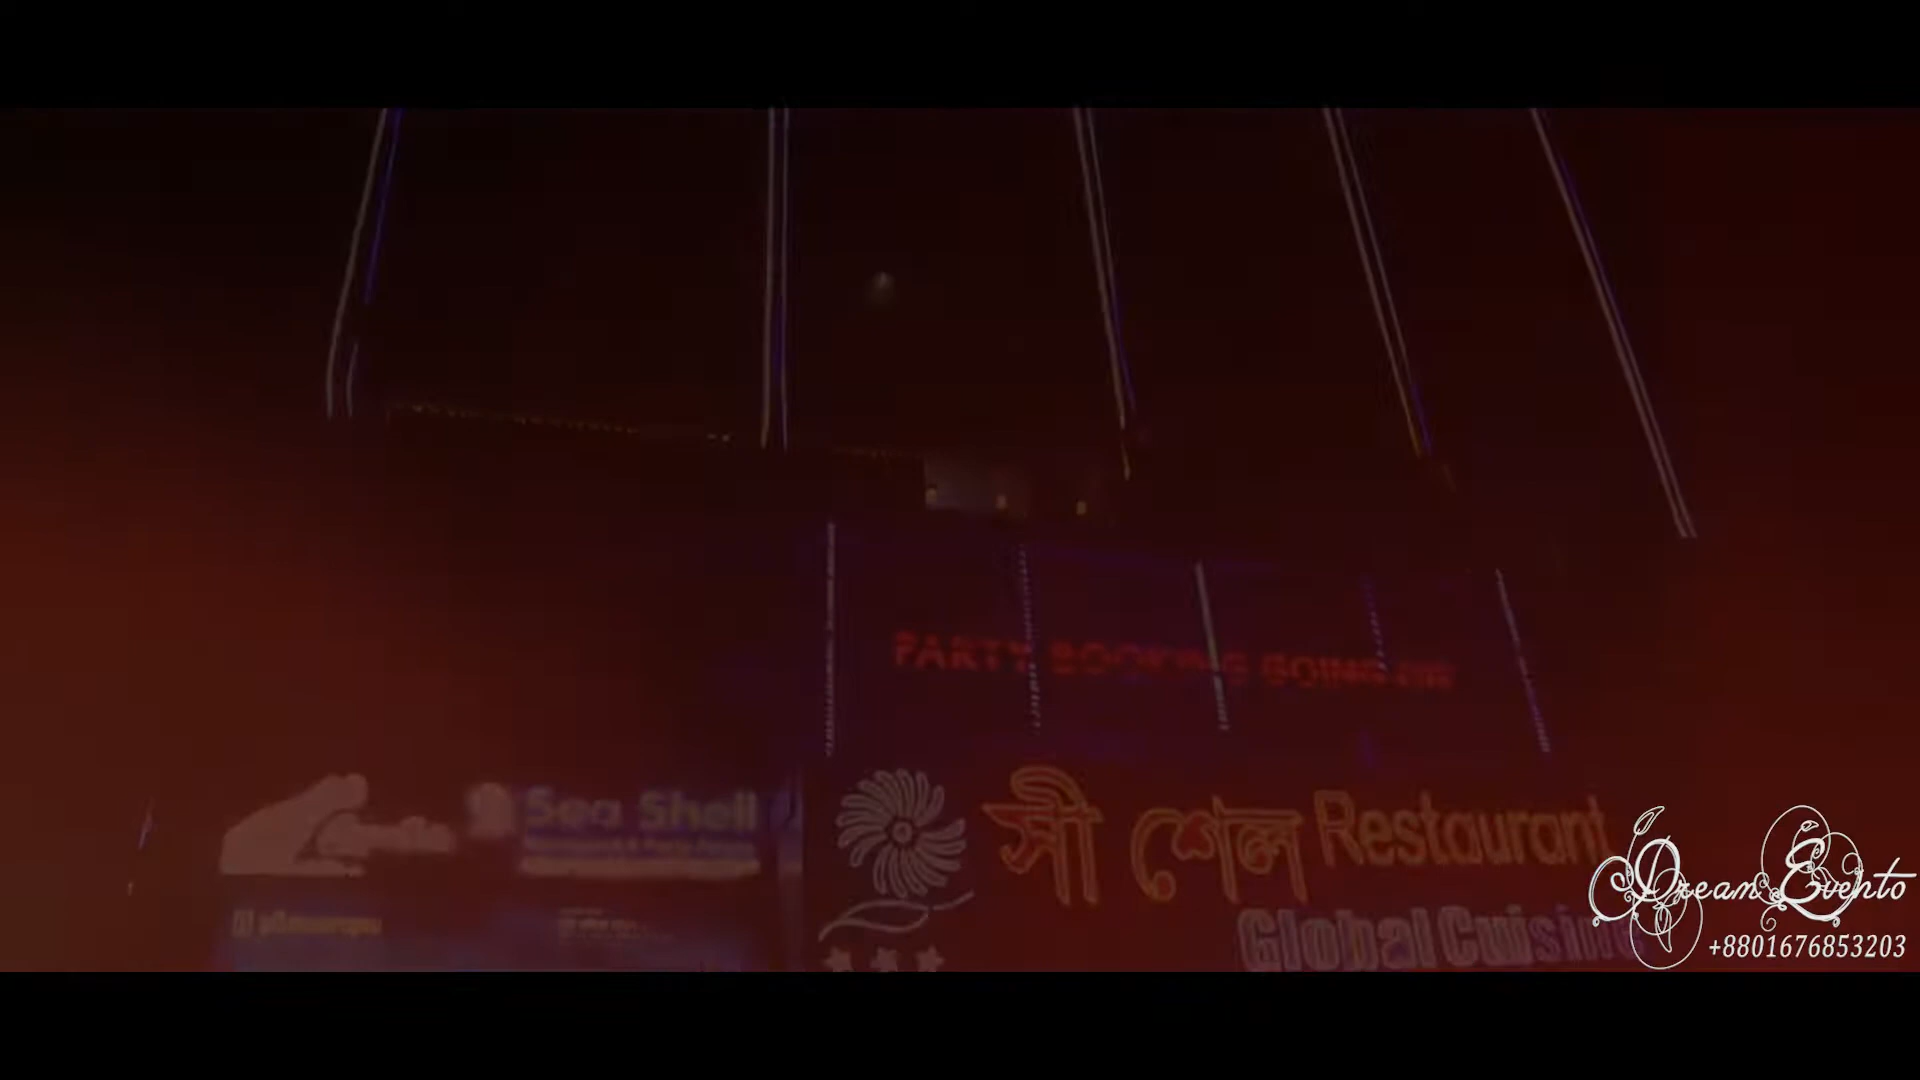 PARTY BOOKING GOING ON
Sea Shell
সী শেল Restaurant
Global Cuisine
Dream Evento
+8801676853203